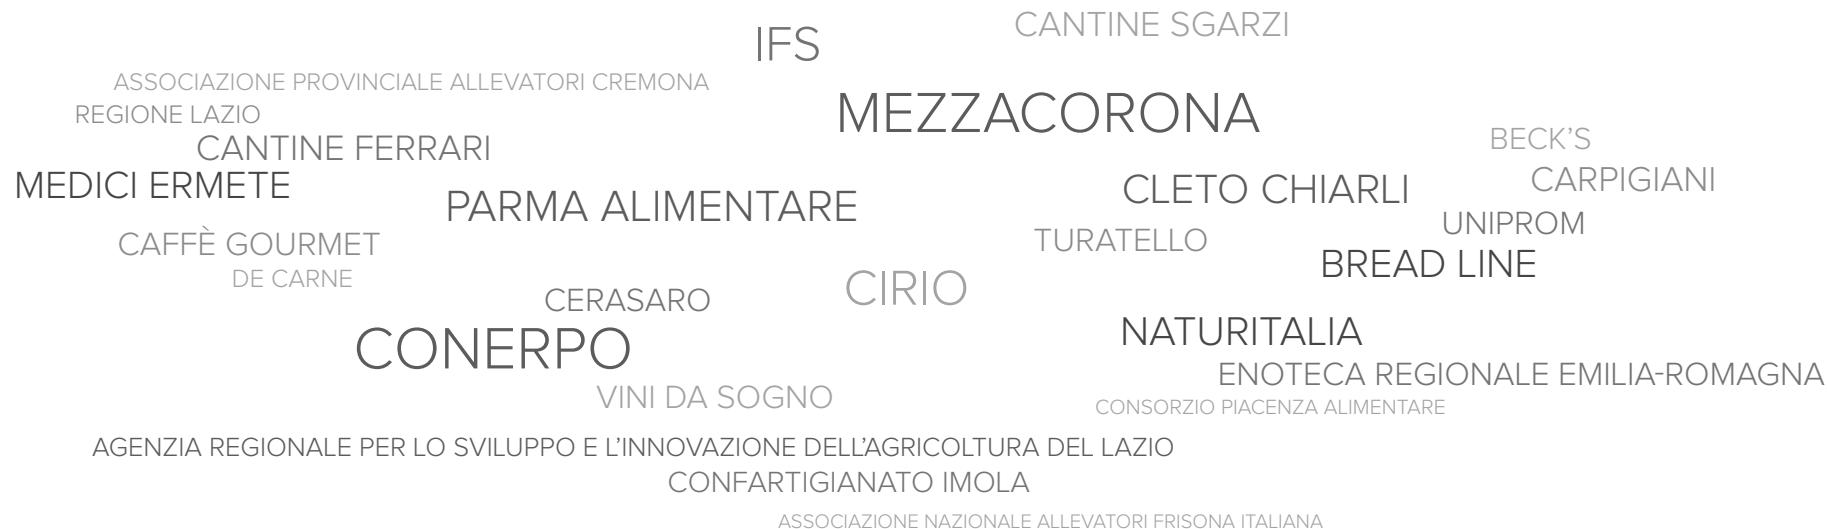 CANTINE SGARZI
IFS
ASSOCIAZIONE PROVINCIALE ALLEVATORI CREMONA
MEZZACORONA
REGIONE LAZIO
BECK'S
CANTINE FERRARI
CARPIGIANI
MEDICI ERMETE
CLETO CHIARLI
PARMA ALIMENTARE
UNIPROM
TURATELLO
CAFFÈ GOURMET
BREAD LINE
DE CARNE
CIRIO
CERASARO
NATURITALIA
CONERPO
ENOTECA REGIONALE EMILIA-ROMAGNA
VINI DA SOGNO
CONSORZIO PIACENZA ALIMENTARE
AGENZIA REGIONALE PER LO SVILUPPO E L'INNOVAZIONE DELL'AGRICOLTURA DEL LAZIO
CONFARTIGIANATO IMOLA
ASSOCIAZIONE NAZIONALE ALLEVATORI FRISONA ITALIANA